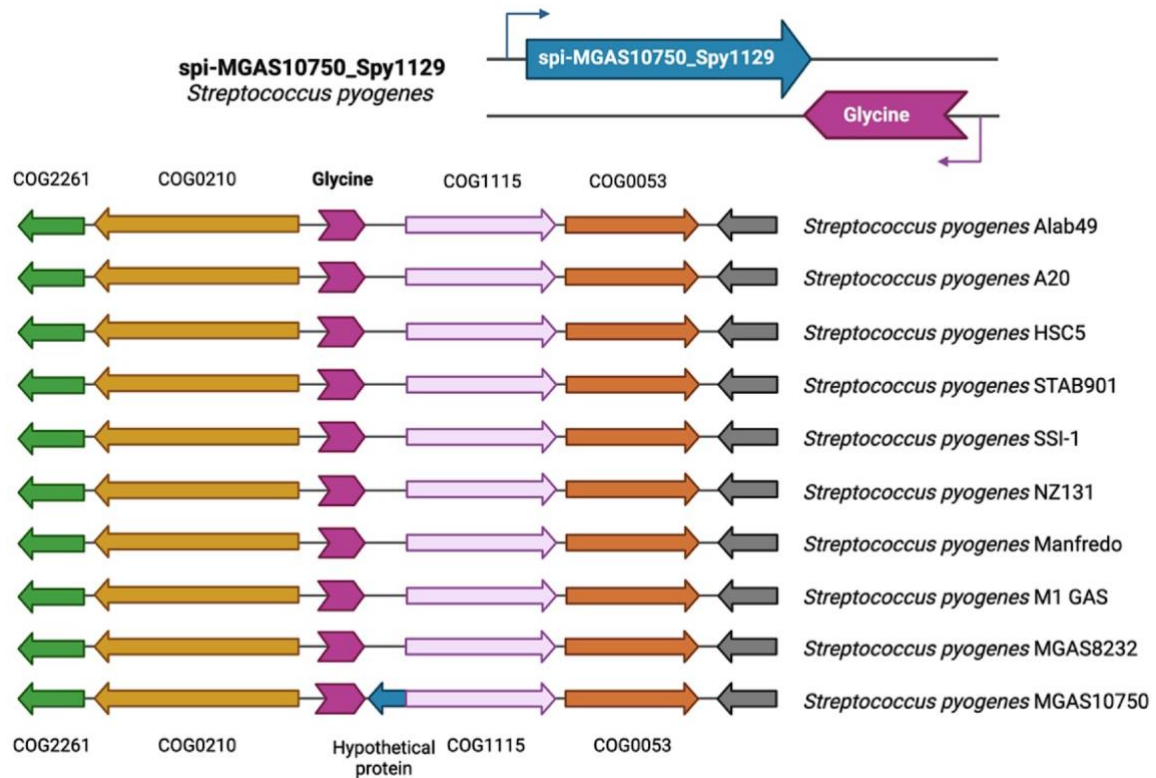 spi-MGAS10750_Spy1129
Streptococcus pyogenes
spi-MGAS10750_Spy1129
Glycine
COG2261 COG0210 Glycine COG1115 COG0053
Streptococcus pyogenes Alab49
Streptococcus pyogenes A20
Streptococcus pyogenes HSC5
Streptococcus pyogenes STAB901
Streptococcus pyogenes SSI-1
Streptococcus pyogenes NZ131
Streptococcus pyogenes Manfredo
Streptococcus pyogenes M1 GAS
Streptococcus pyogenes MGAS8232
Streptococcus pyogenes MGAS10750
COG2261 COG0210 Hypothetical COG1115 COG0053
protein